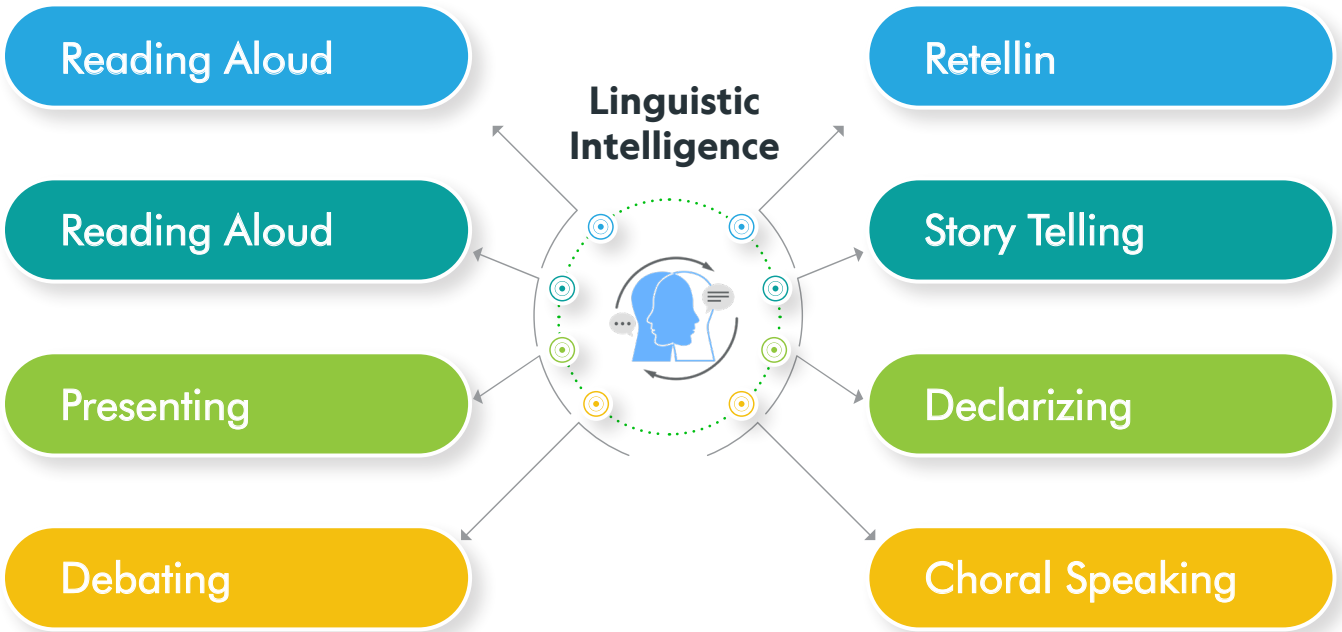 Reading Aloud
Retellin
Linguistic
Intelligence
Reading Aloud
Story Telling
Presenting
Declarizing
Debating
Choral Speaking